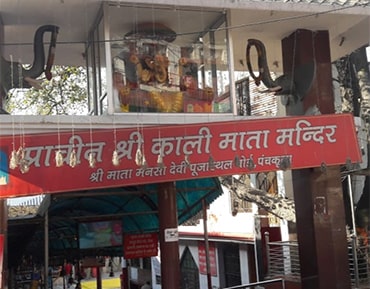 प्राचीन श्री काली माता मन्दिर
श्री माता मनसा देवी पूजा स्थल बोर्ड, पंचकुला